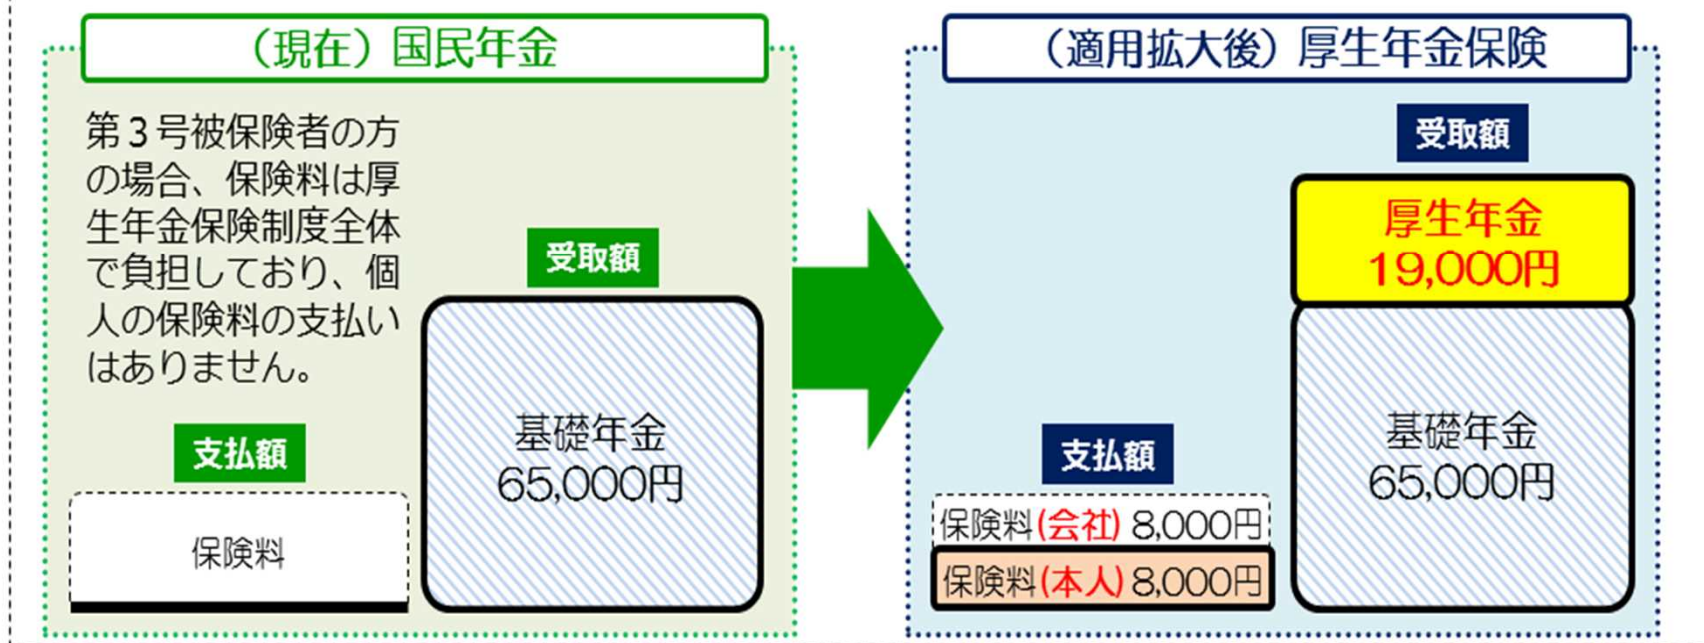 （現在）国民年金
第３号被保険者の方
の場合、保険料は厚
生年金保険制度全体
で負担しており、個
人の保険料の支払い
はありません。
受取額
基礎年金
65,000円
支払額
保険料
（適用拡大後）厚生年金保険
受取額
厚生年金
19,000円
基礎年金
65,000円
支払額
保険料(会社) 8,000円
保険料(本人) 8,000円